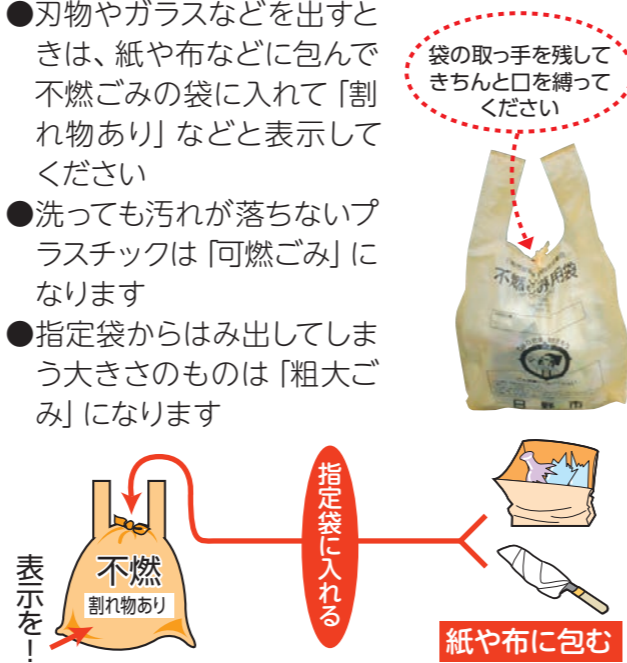 ●刃物やガラスなどを出すと
きは、紙や布などに包んで
不燃ごみの袋に入れて「割
れ物あり」などと表示して
ください
●洗っても汚れが落ちないプ
ラスチックは「可燃ごみ」に
なります
●指定袋からはみ出してしま
う大きさのものは「粗大ご
み」になります
袋の取っ手を残して
きちんと口を縛って
ください
不燃ごみ用袋
日野市
不燃
割れ物あり
表示を!
指定袋に入れる
紙や布に包む